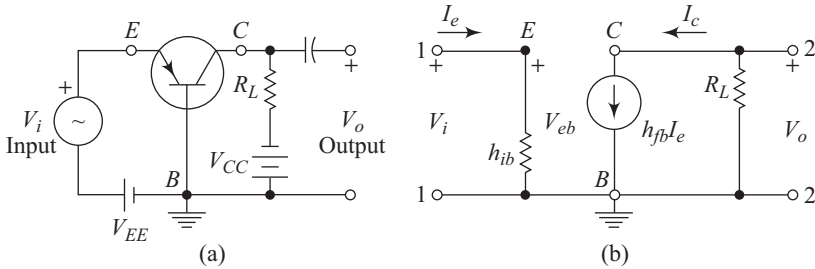 E
C
+
R_L
+
V_i
Input
~
V_o
Output
V_CC
B
V_EE
(a)
I_e
E
C
I_c
1
2
+
+
+
R_L
V_i
V_eb
h_fb I_e
V_o
h_ib
B
1
2
(b)